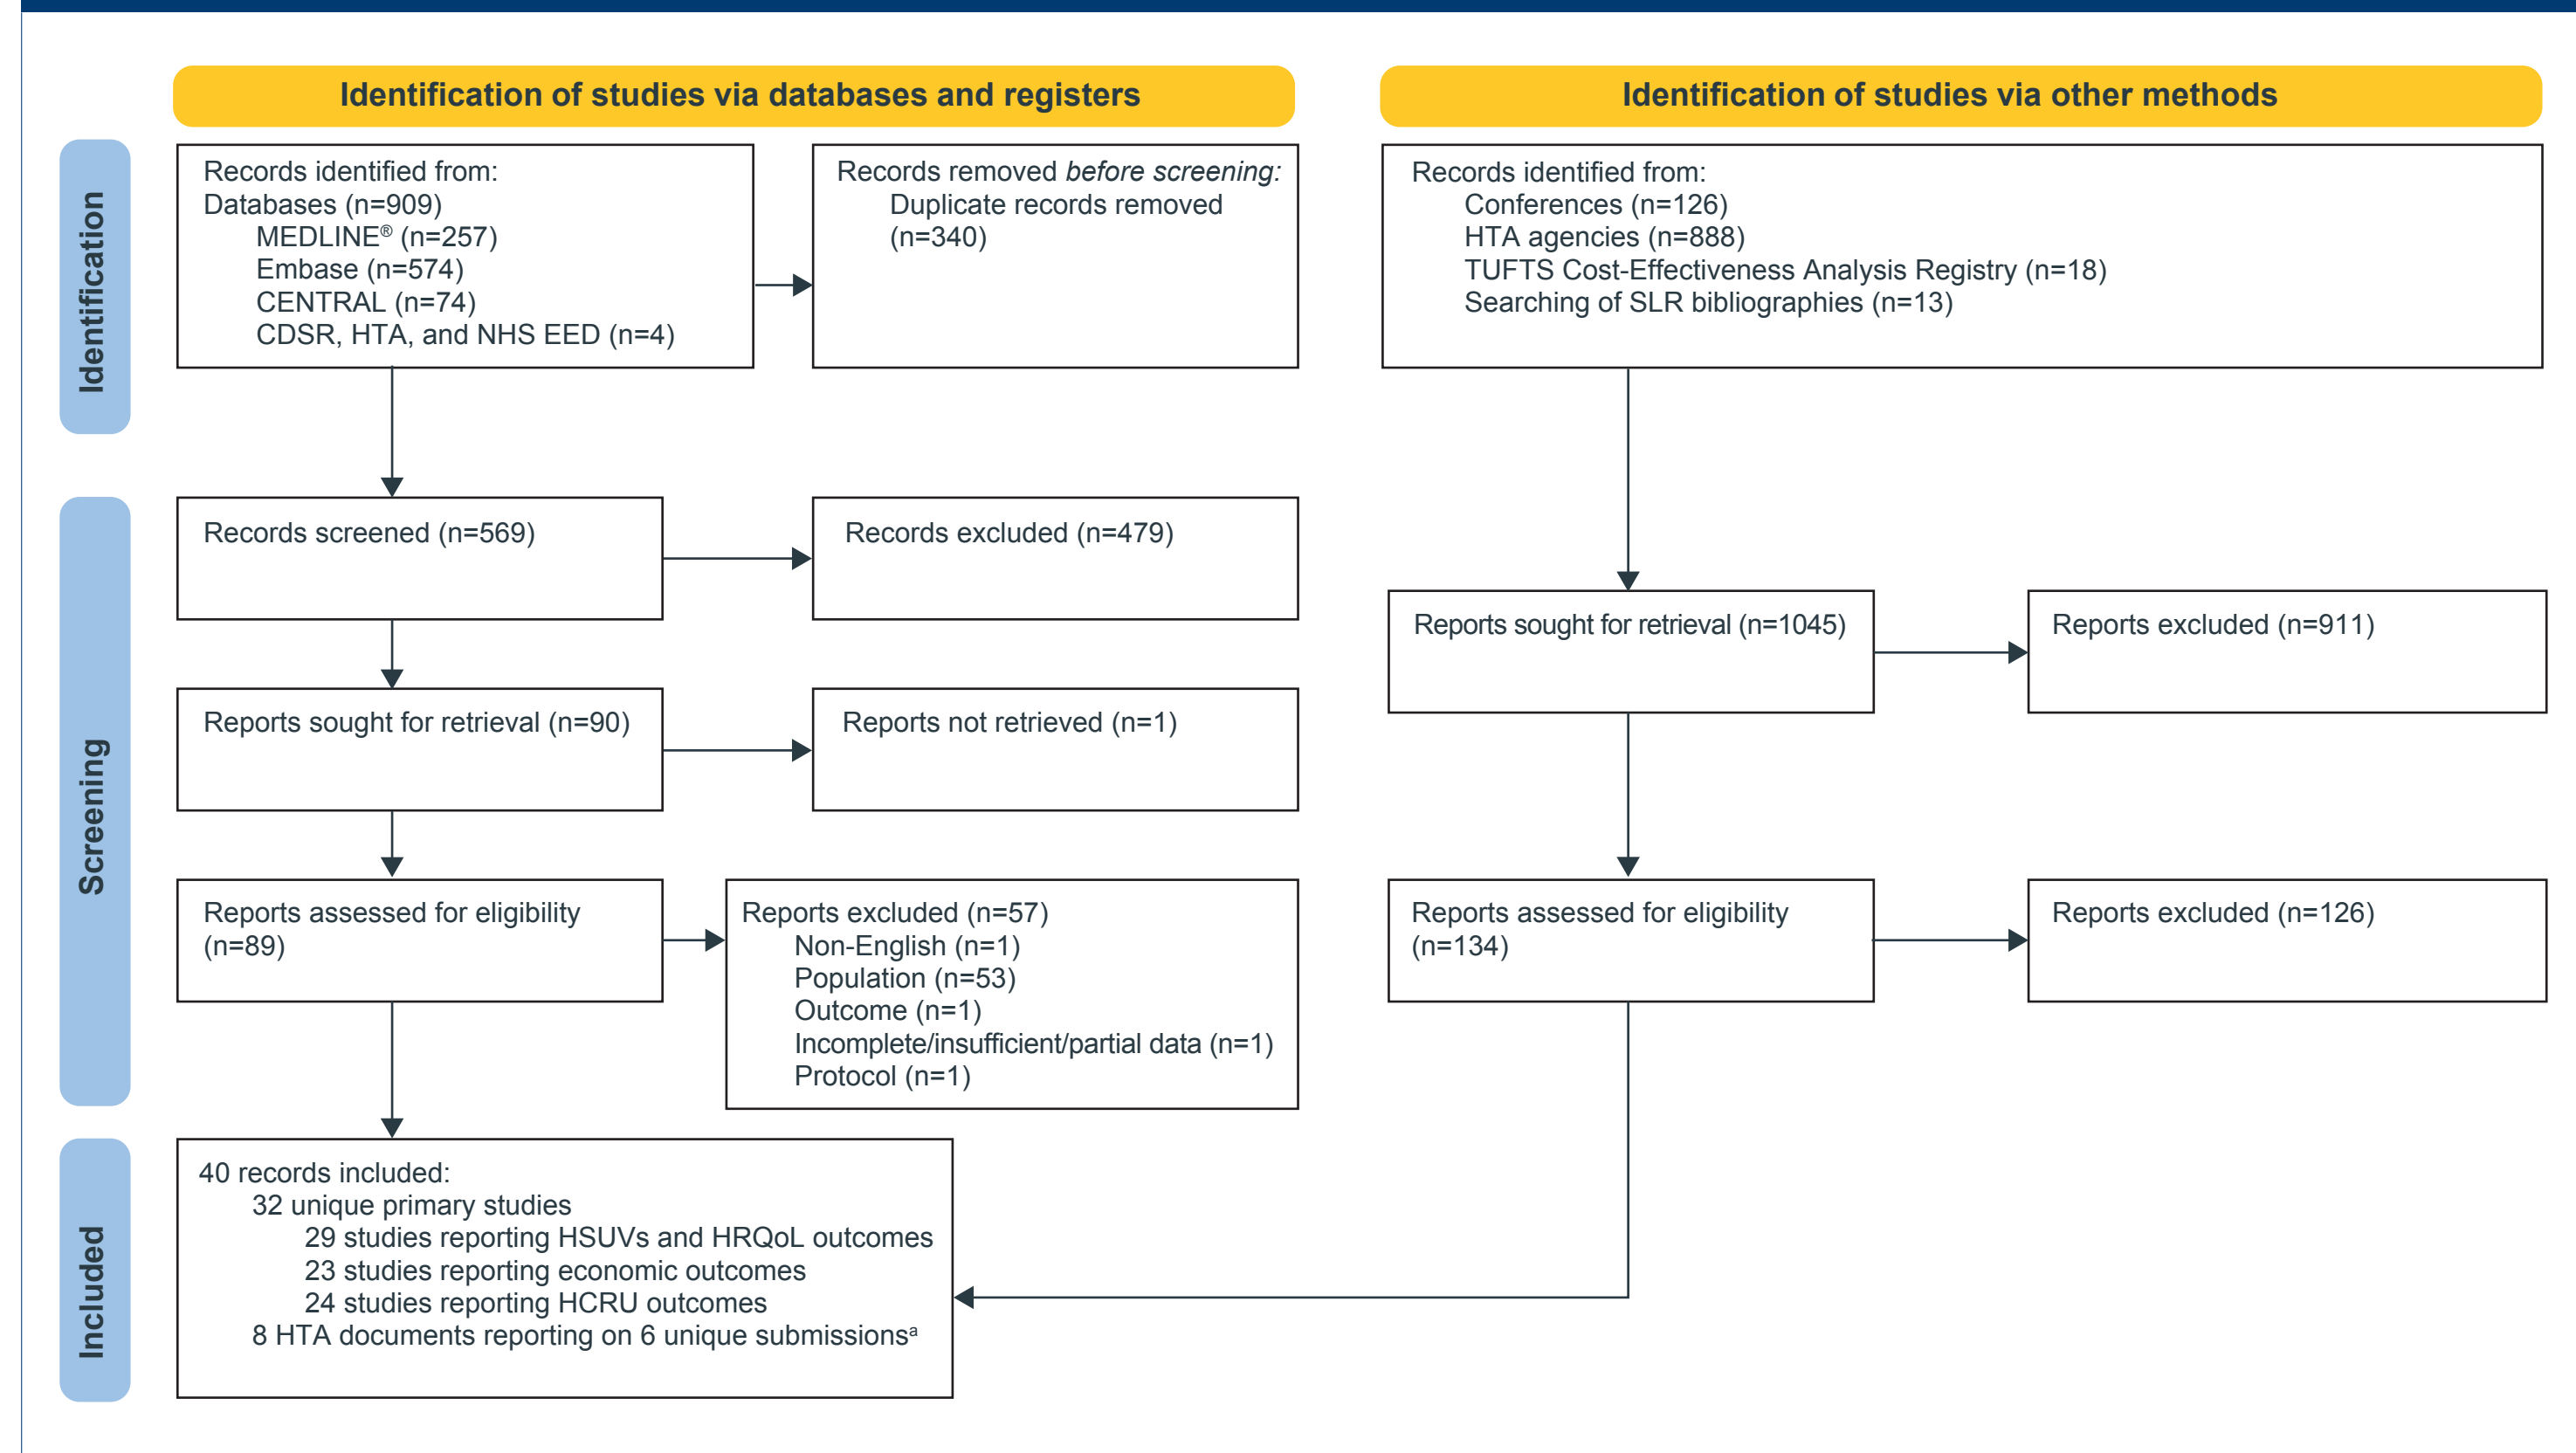 Identification of studies via databases and registers
Identification of studies via other methods
Identification
Records identified from:
Databases (n=909)
MEDLINE® (n=257)
Embase (n=574)
CENTRAL (n=74)
CDSR, HTA, and NHS EED (n=4)
Records removed before screening:
Duplicate records removed
(n=340)
Records identified from:
Conferences (n=126)
HTA agencies (n=888)
TUFTS Cost-Effectiveness Analysis Registry (n=18)
Searching of SLR bibliographies (n=13)
Screening
Records screened (n=569)
Records excluded (n=479)
Reports sought for retrieval (n=1045)
Reports excluded (n=911)
Reports sought for retrieval (n=90)
Reports not retrieved (n=1)
Reports assessed for eligibility
(n=89)
Reports excluded (n=57)
Non-English (n=1)
Population (n=53)
Outcome (n=1)
Incomplete/insufficient/partial data (n=1)
Protocol (n=1)
Reports assessed for eligibility
(n=134)
Reports excluded (n=126)
Included
40 records included:
32 unique primary studies
29 studies reporting HSUVs and HRQoL outcomes
23 studies reporting economic outcomes
24 studies reporting HCRU outcomes
8 HTA documents reporting on 6 unique submissionsᵃ